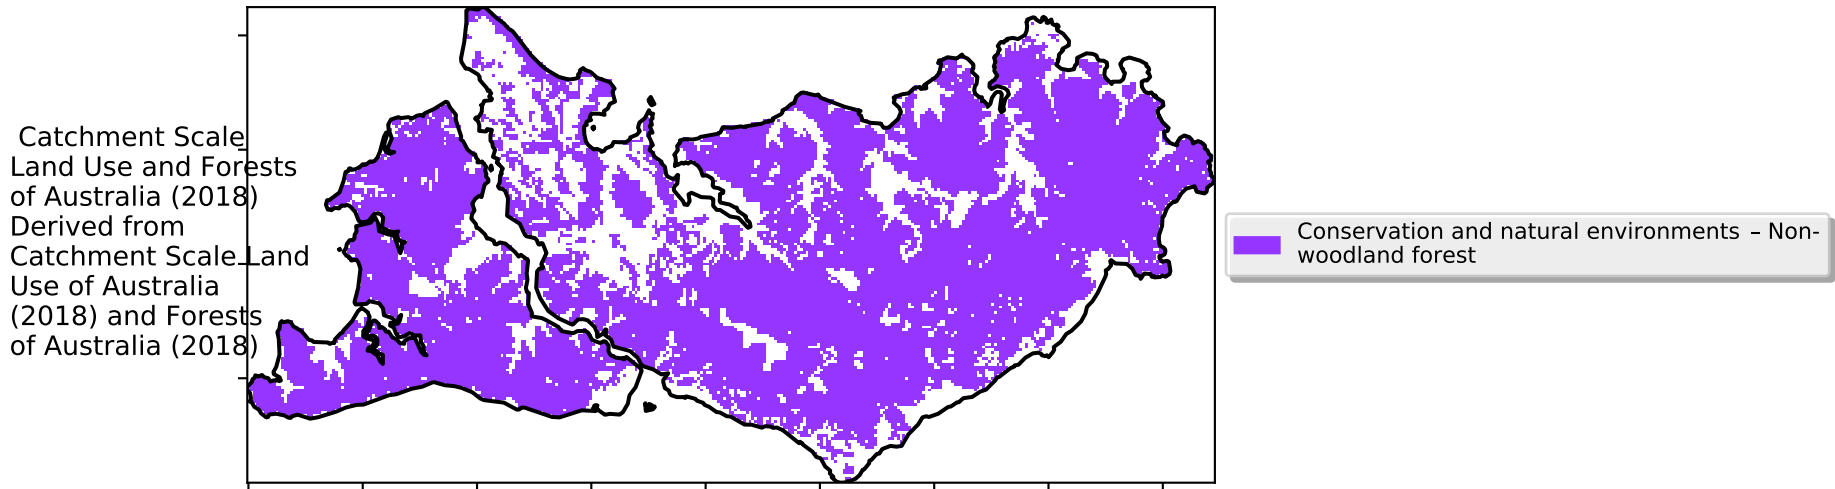 Catchment Scale
Land Use and Forests
of Australia (2018)
Derived from
Catchment Scale Land
Use of Australia
(2018) and Forests
of Australia (2018)
Conservation and natural environments – Non-
woodland forest